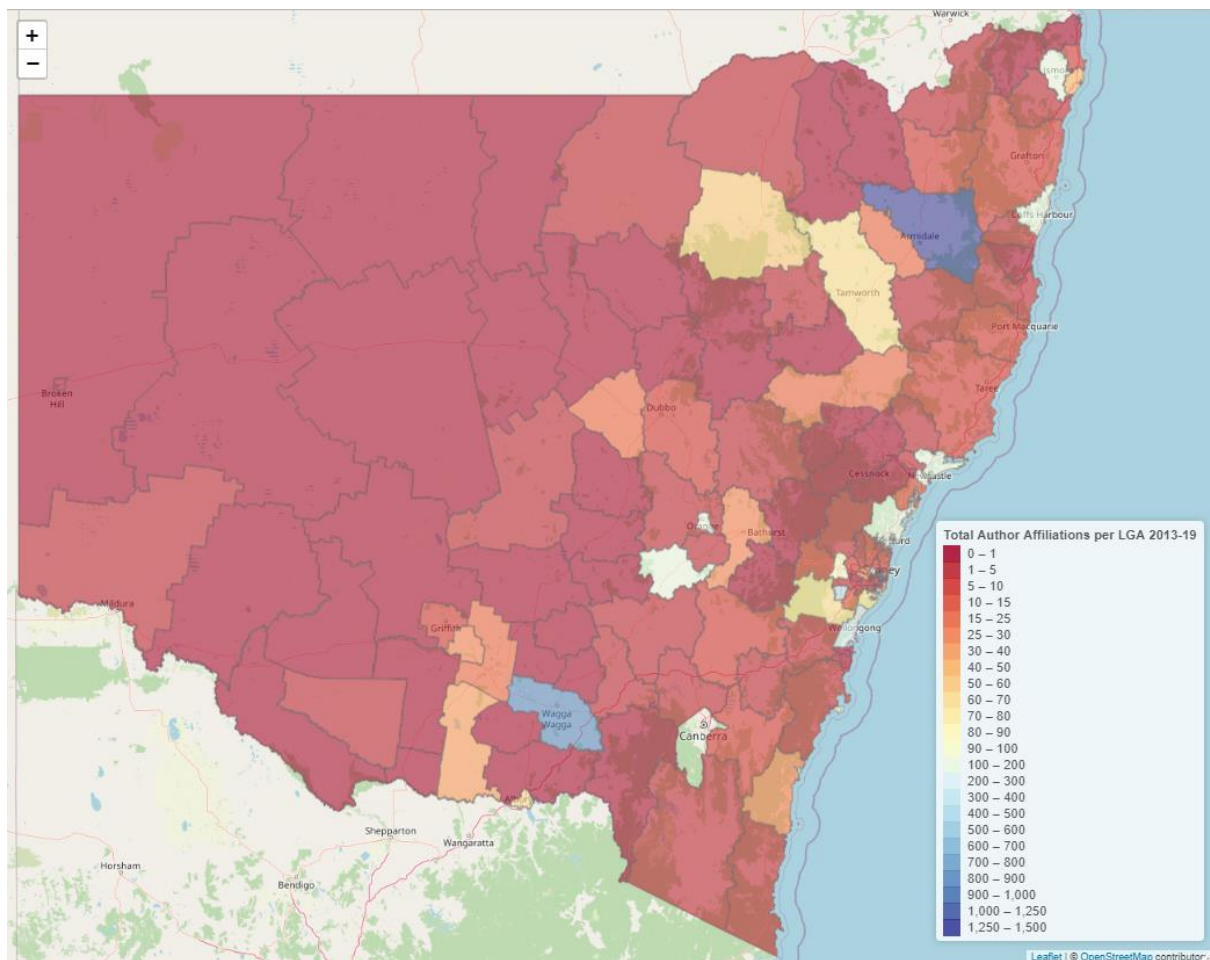 +
−
Warwick
Grafton
Coffs Harbour
Armidale
Tamworth
Port Macquarie
Taree
Broken
Hill
Dubbo
Cessnock
Newcastle
Orange
Bathurst
Wollongong
Mildura
Griffith
Wagga
Wagga
Canberra
Shepparton
Wangaratta
Horsham
Bendigo
Total Author Affiliations per LGA 2013-19
0 – 1
1 – 5
5 – 10
10 – 15
15 – 25
25 – 30
30 – 40
40 – 50
50 – 60
60 – 70
70 – 80
80 – 90
90 – 100
100 – 200
200 – 300
300 – 400
400 – 500
500 – 600
600 – 700
700 – 800
800 – 900
900 – 1,000
1,000 – 1,250
1,250 – 1,500
Leaflet | © OpenStreetMap contributor